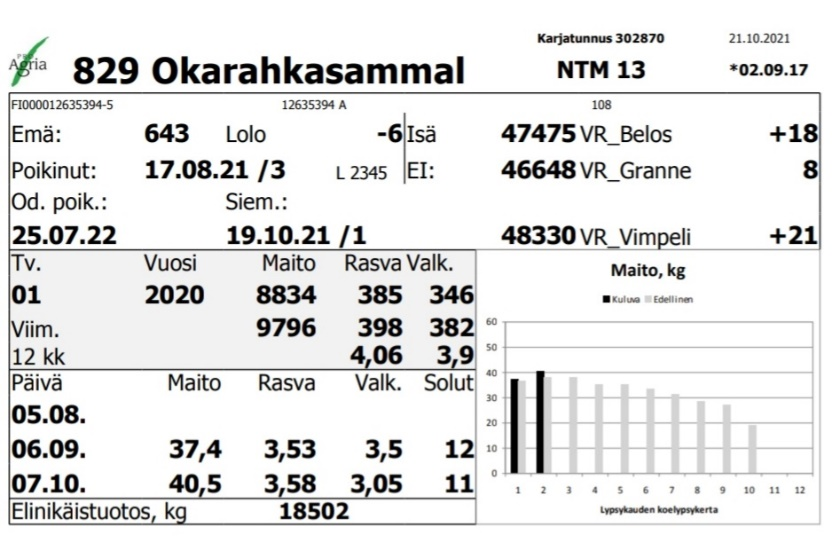 Karjatunnus 302870 21.10.2021
PRO Agria 829 Okarahkasammal NTM 13 *02.09.17
FI000012635394-5 12635394 A 108
Emä: 643 Lolo -6 Isä 47475 VR_Belos +18
Poikinut: 17.08.21 /3 L 2345 EI: 46648 VR_Granne 8
Od. poik.: Siem.:
25.07.22 19.10.21 /1 48330 VR_Vimpeli +21
Tv. Vuosi Maito Rasva Valk.
01 2020 8834 385 346
Viim. 9796 398 382
12 kk 4,06 3,9
Päivä Maito Rasva Valk. Solut
05.08.
06.09. 37,4 3,53 3,5 12
07.10. 40,5 3,58 3,05 11
Elinikäistuotos, kg 18502
Maito, kg
Kuluva Edellinen
60
50
40
30
20
10
0
1 2 3 4 5 6 7 8 9 10 11 12
Lypsykauden koelypsykerta